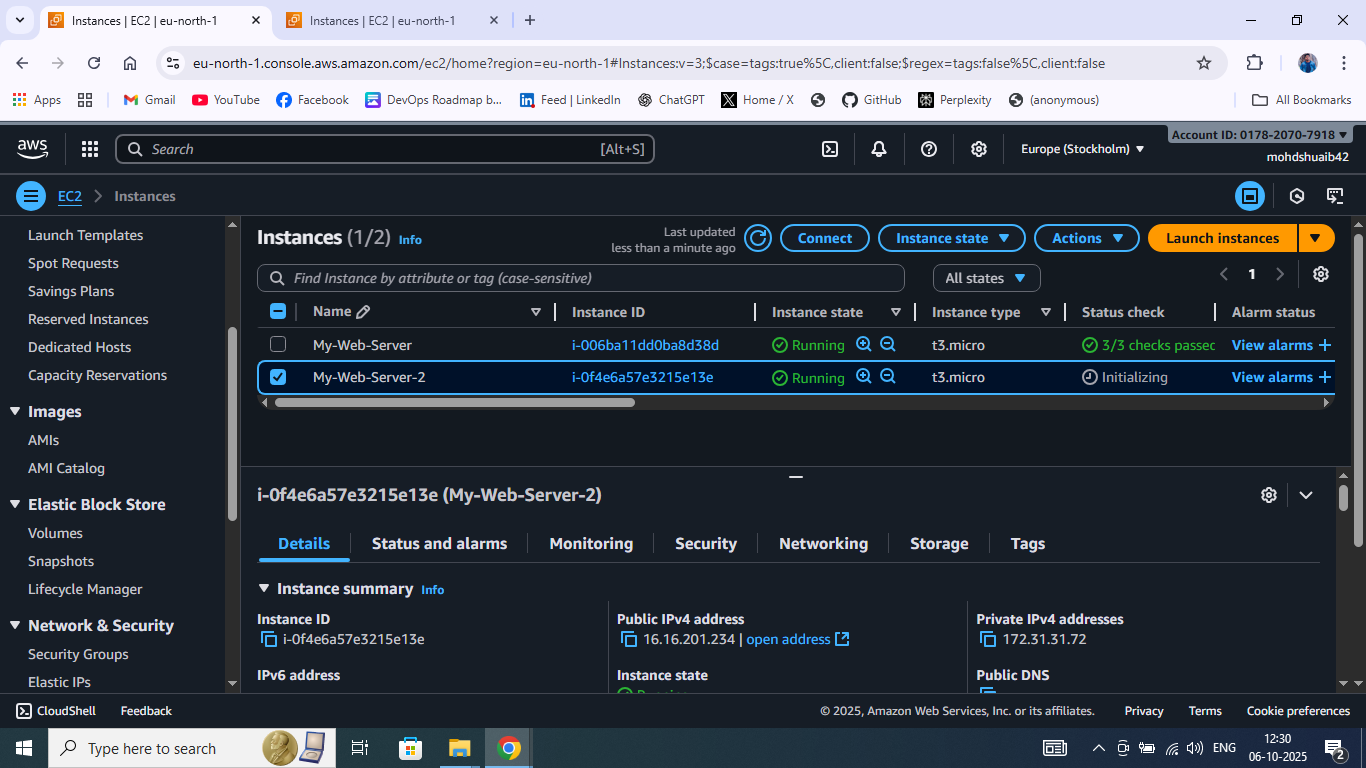 Instances | EC2 | eu-north-1
Instances | EC2 | eu-north-1
eu-north-1.console.aws.amazon.com/ec2/home?region=eu-north-1#Instances:v=3;$case=tags:true%5C,client:false;$regex=tags:false%5C,client:false
Apps Gmail YouTube Facebook DevOps Roadmap b... Feed | LinkedIn ChatGPT Home / X GitHub Perplexity (anonymous) All Bookmarks
aws Search [Alt+S] Europe (Stockholm) Account ID: 0178-2070-7918
mohdshuaib42
EC2 Instances
Launch Templates
Spot Requests
Savings Plans
Reserved Instances
Dedicated Hosts
Capacity Reservations
Images
AMIs
AMI Catalog
Elastic Block Store
Volumes
Snapshots
Lifecycle Manager
Network & Security
Security Groups
Elastic IPs
Instances (1/2) Info
Last updated
less than a minute ago
Connect Instance state Actions Launch instances
Find Instance by attribute or tag (case-sensitive) All states 1
Name Instance ID Instance state Instance type Status check Alarm status
My-Web-Server i-006ba11dd0ba8d38d Running t3.micro 3/3 checks passec View alarms
My-Web-Server-2 i-0f4e6a57e3215e13e Running t3.micro Initializing View alarms
i-0f4e6a57e3215e13e (My-Web-Server-2)
Details Status and alarms Monitoring Security Networking Storage Tags
Instance summary Info
Instance ID
i-0f4e6a57e3215e13e
IPv6 address
Public IPv4 address
16.16.201.234 | open address
Instance state
Running
Private IPv4 addresses
172.31.31.72
Public DNS
CloudShell Feedback © 2025, Amazon Web Services, Inc. or its affiliates. Privacy Terms Cookie preferences
Type here to search ENG 12:30
06-10-2025 2